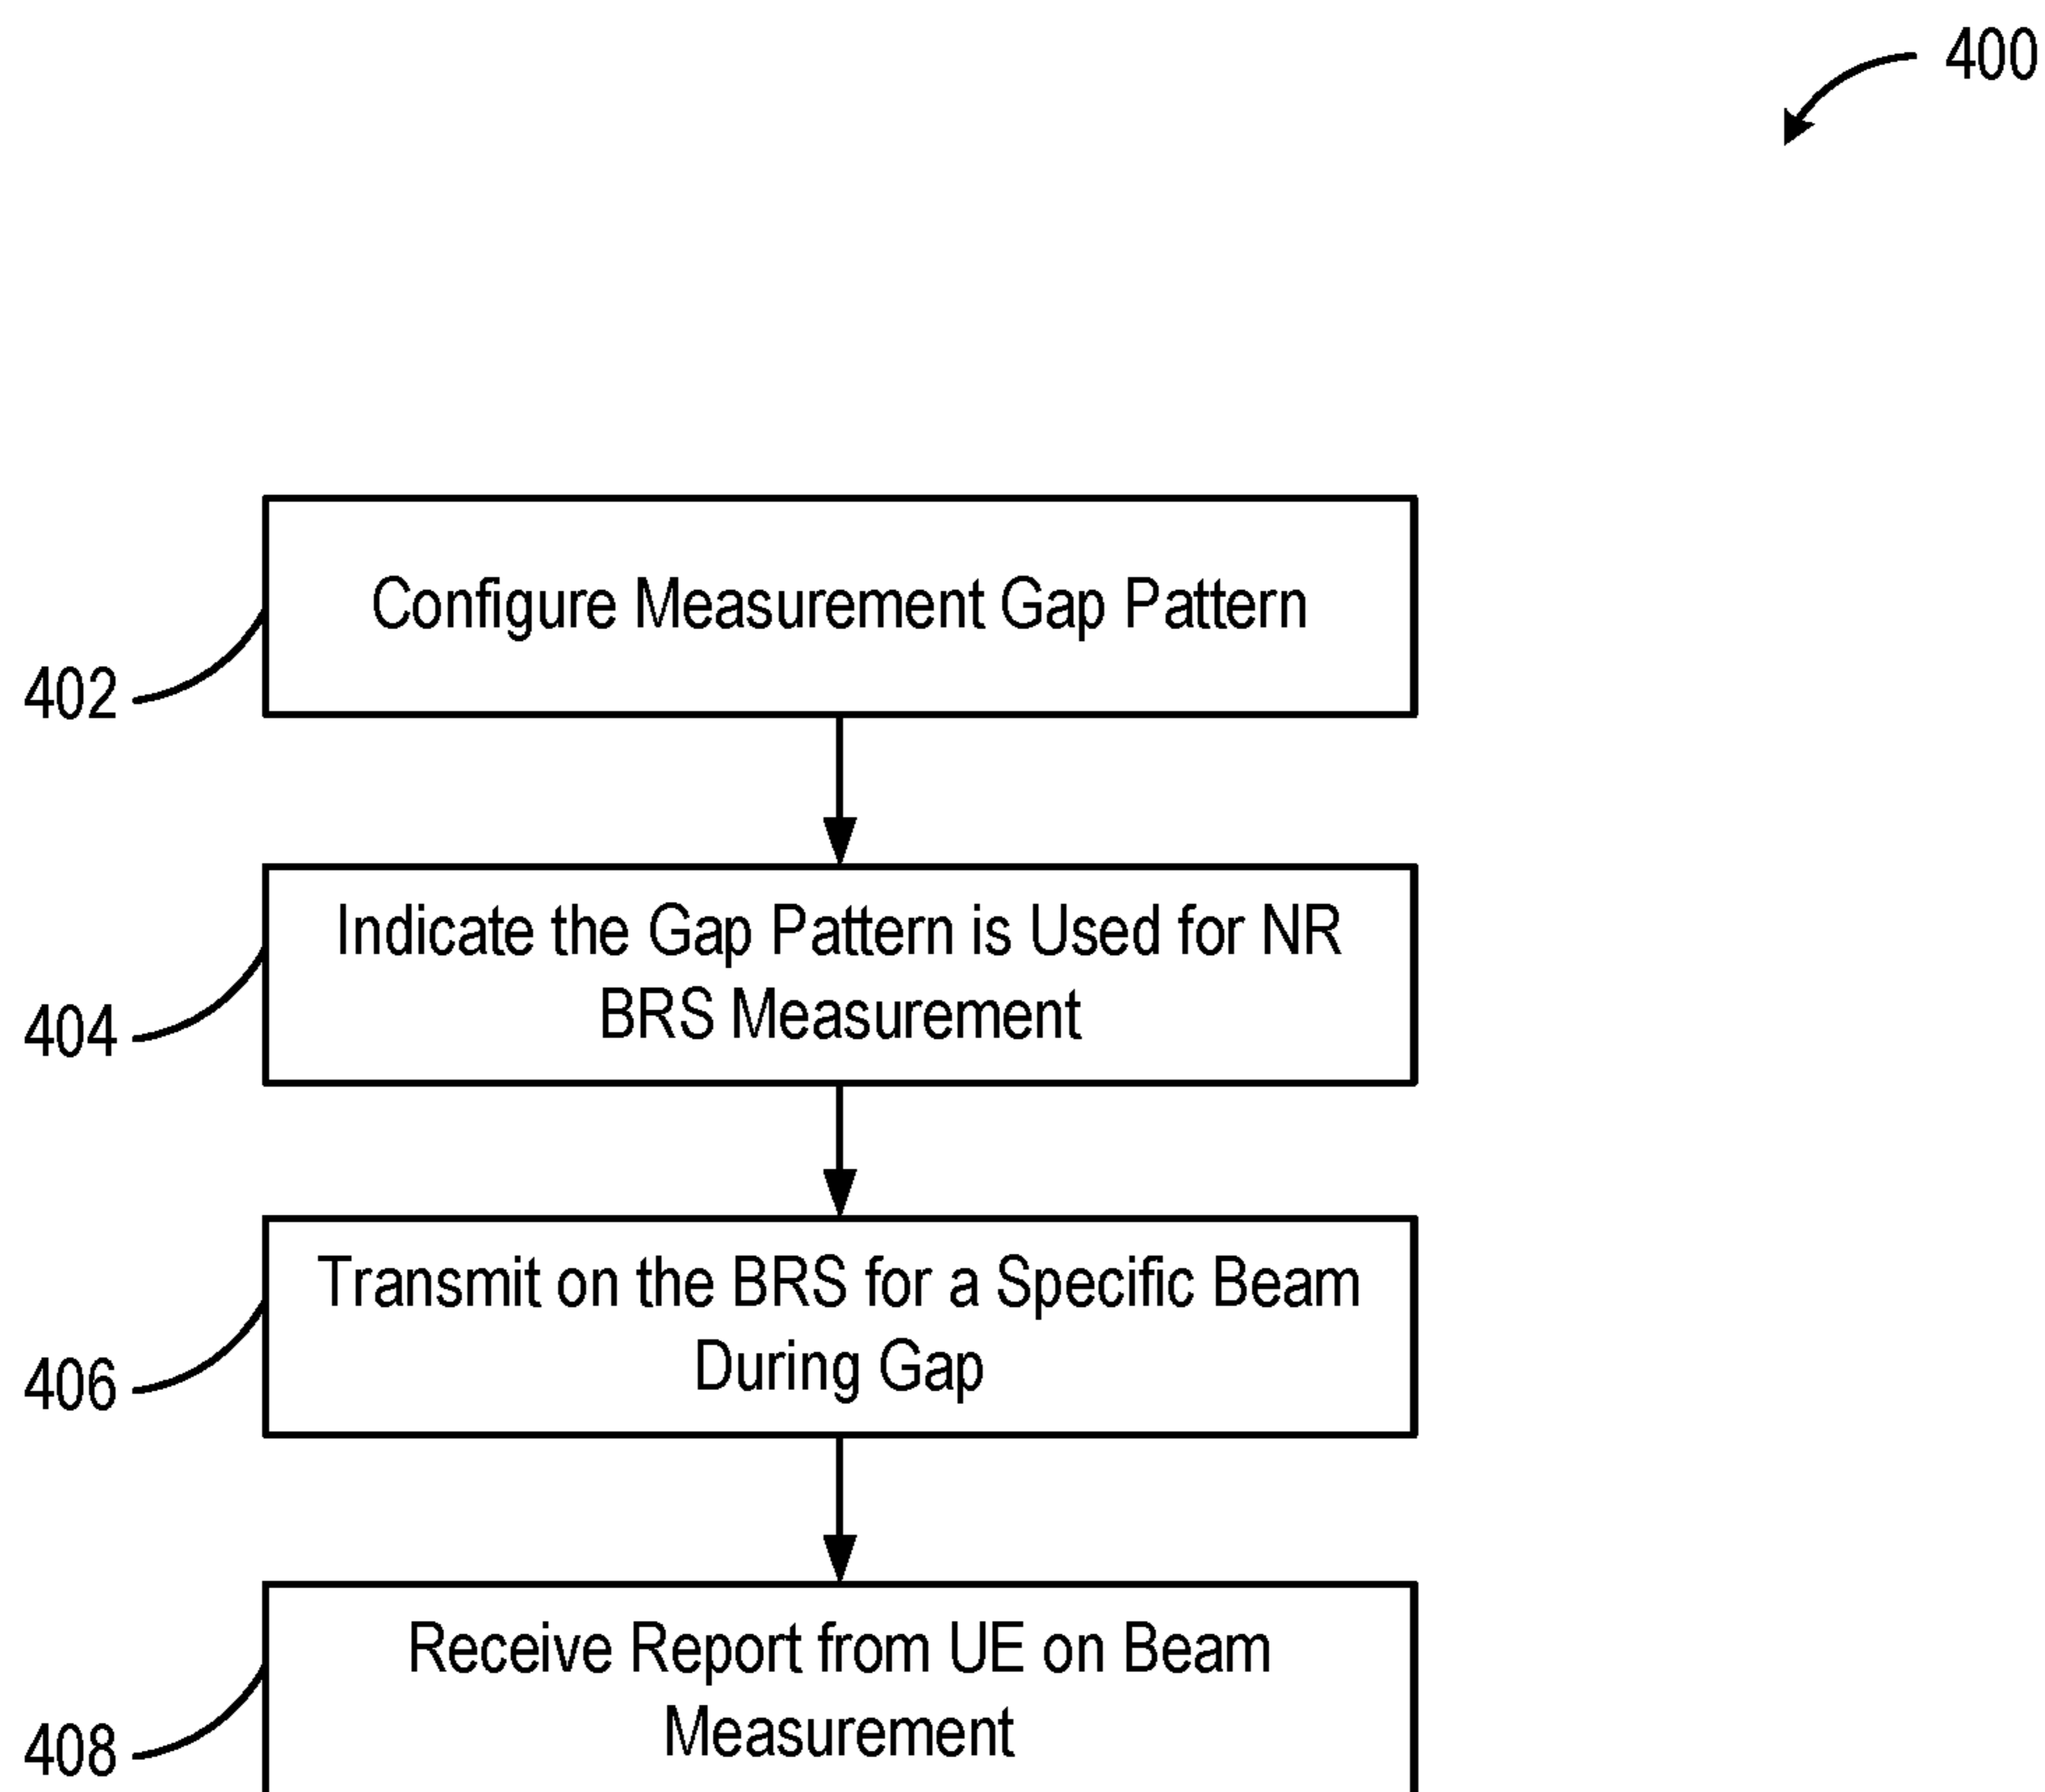 400
Configure Measurement Gap Pattern
402
Indicate the Gap Pattern is Used for NR
BRS Measurement
404
Transmit on the BRS for a Specific Beam
During Gap
406
Receive Report from UE on Beam
Measurement
408